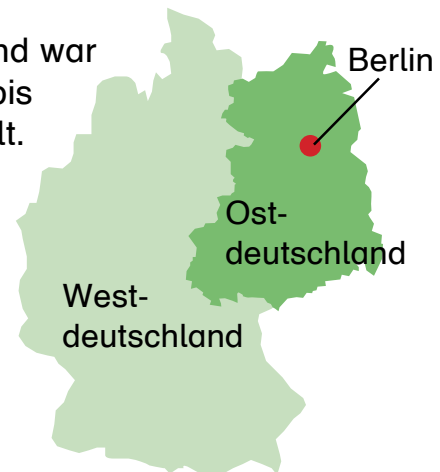 nd war
bis
lt.
Berlin
Ost-
deutschland
West-
deutschland